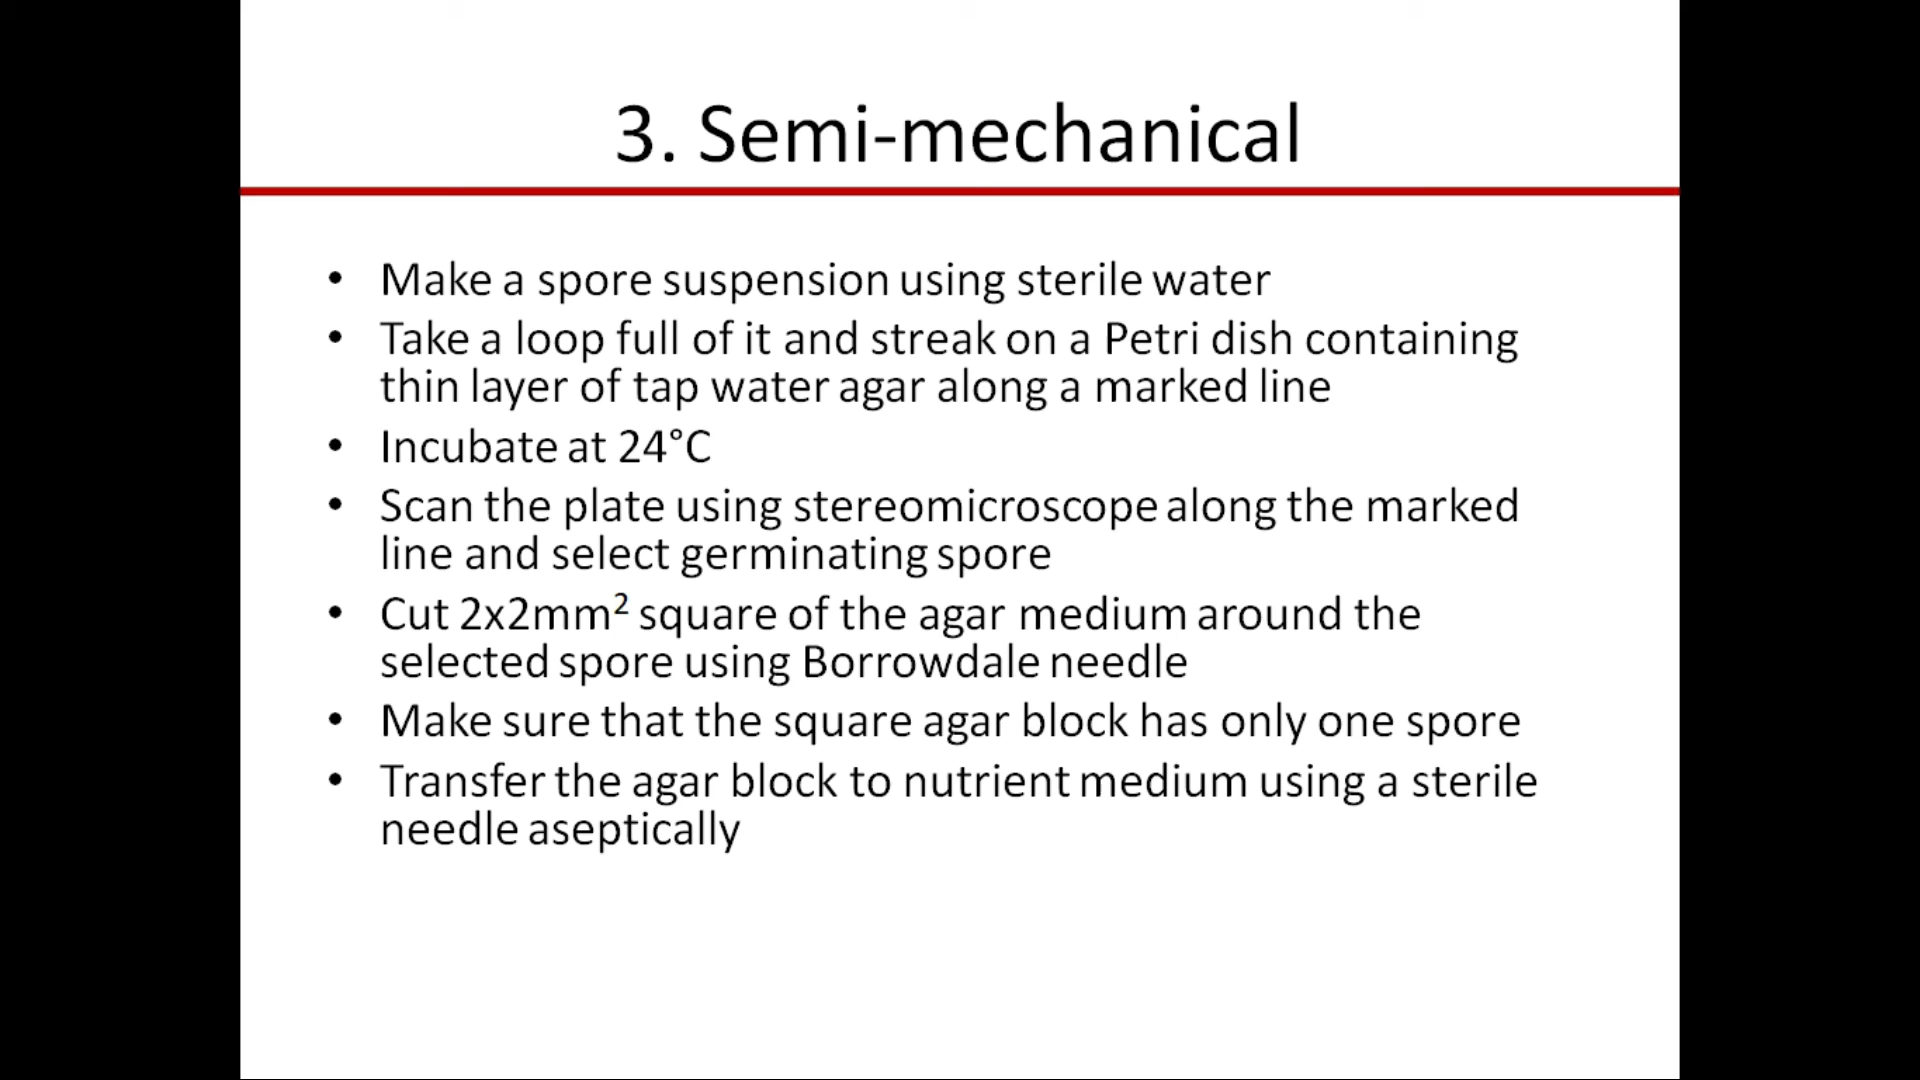 3. Semi-mechanical
• Make a spore suspension using sterile water
• Take a loop full of it and streak on a Petri dish containing
thin layer of tap water agar along a marked line
• Incubate at 24°C
• Scan the plate using stereomicroscope along the marked
line and select germinating spore
• Cut 2x2mm² square of the agar medium around the
selected spore using Borrowdale needle
• Make sure that the square agar block has only one spore
• Transfer the agar block to nutrient medium using a sterile
needle aseptically